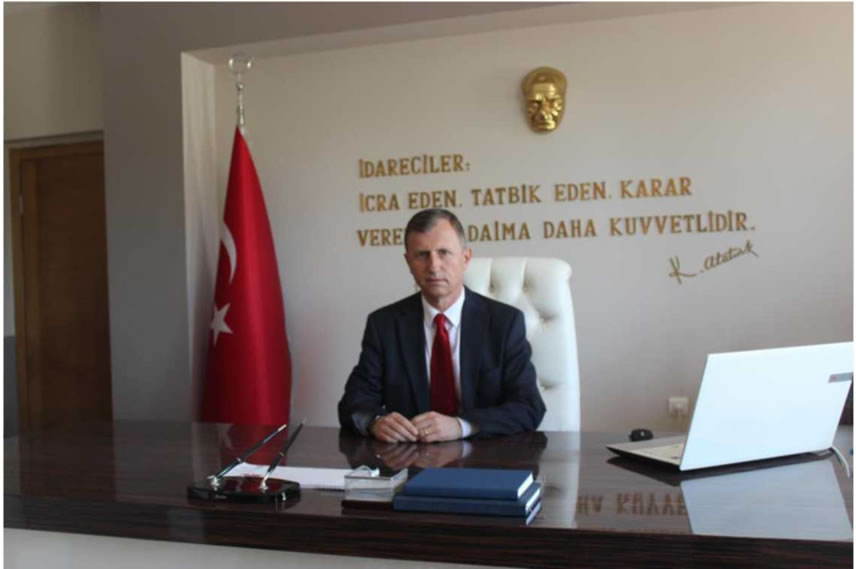 İDARECİLER;
İCRA EDEN, TATBİK EDEN, KARAR
VERE DAİMA DAHA KUVVETLİDİR.
K. Atatürk